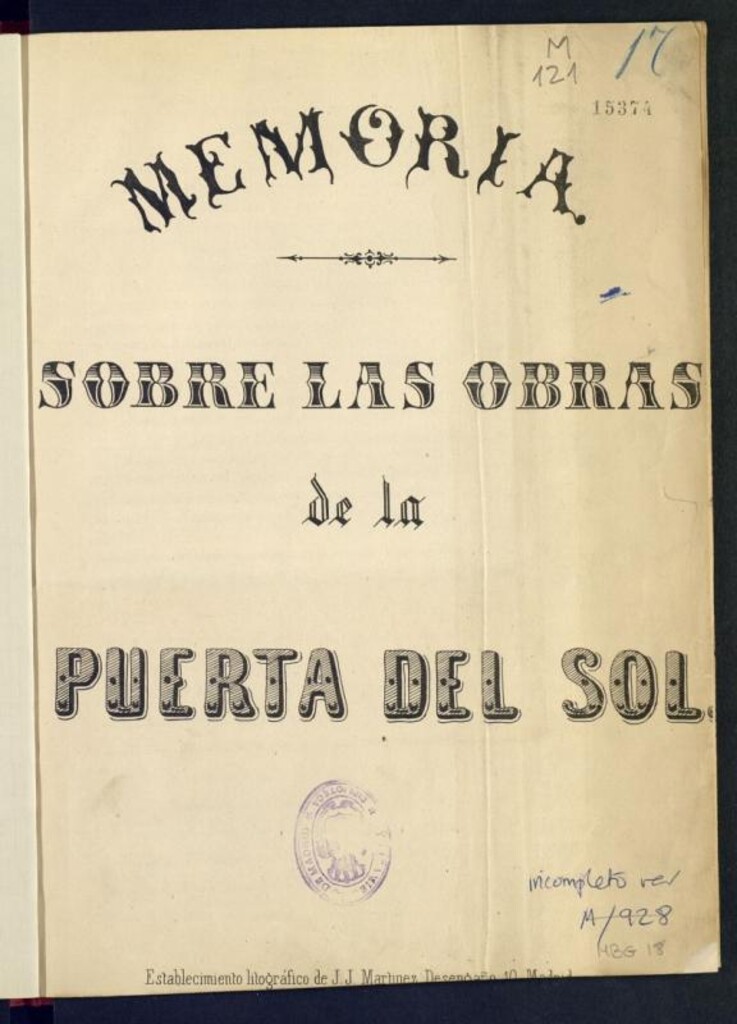 M 17
121
15374
MEMORIA.
SOBRE LAS OBRAS
de la
PUERTA DEL SOL.
incompleto ver
M/928
MBG 18
Establecimiento litográfico de J. J. Martinez, Desengaño 10, Madrid